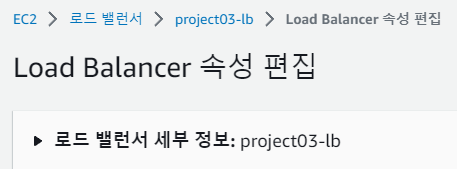 EC2 > 로드 밸런서 > project03-lb > Load Balancer 속성 편집
Load Balancer 속성 편집
▶ 로드 밸런서 세부 정보: project03-lb